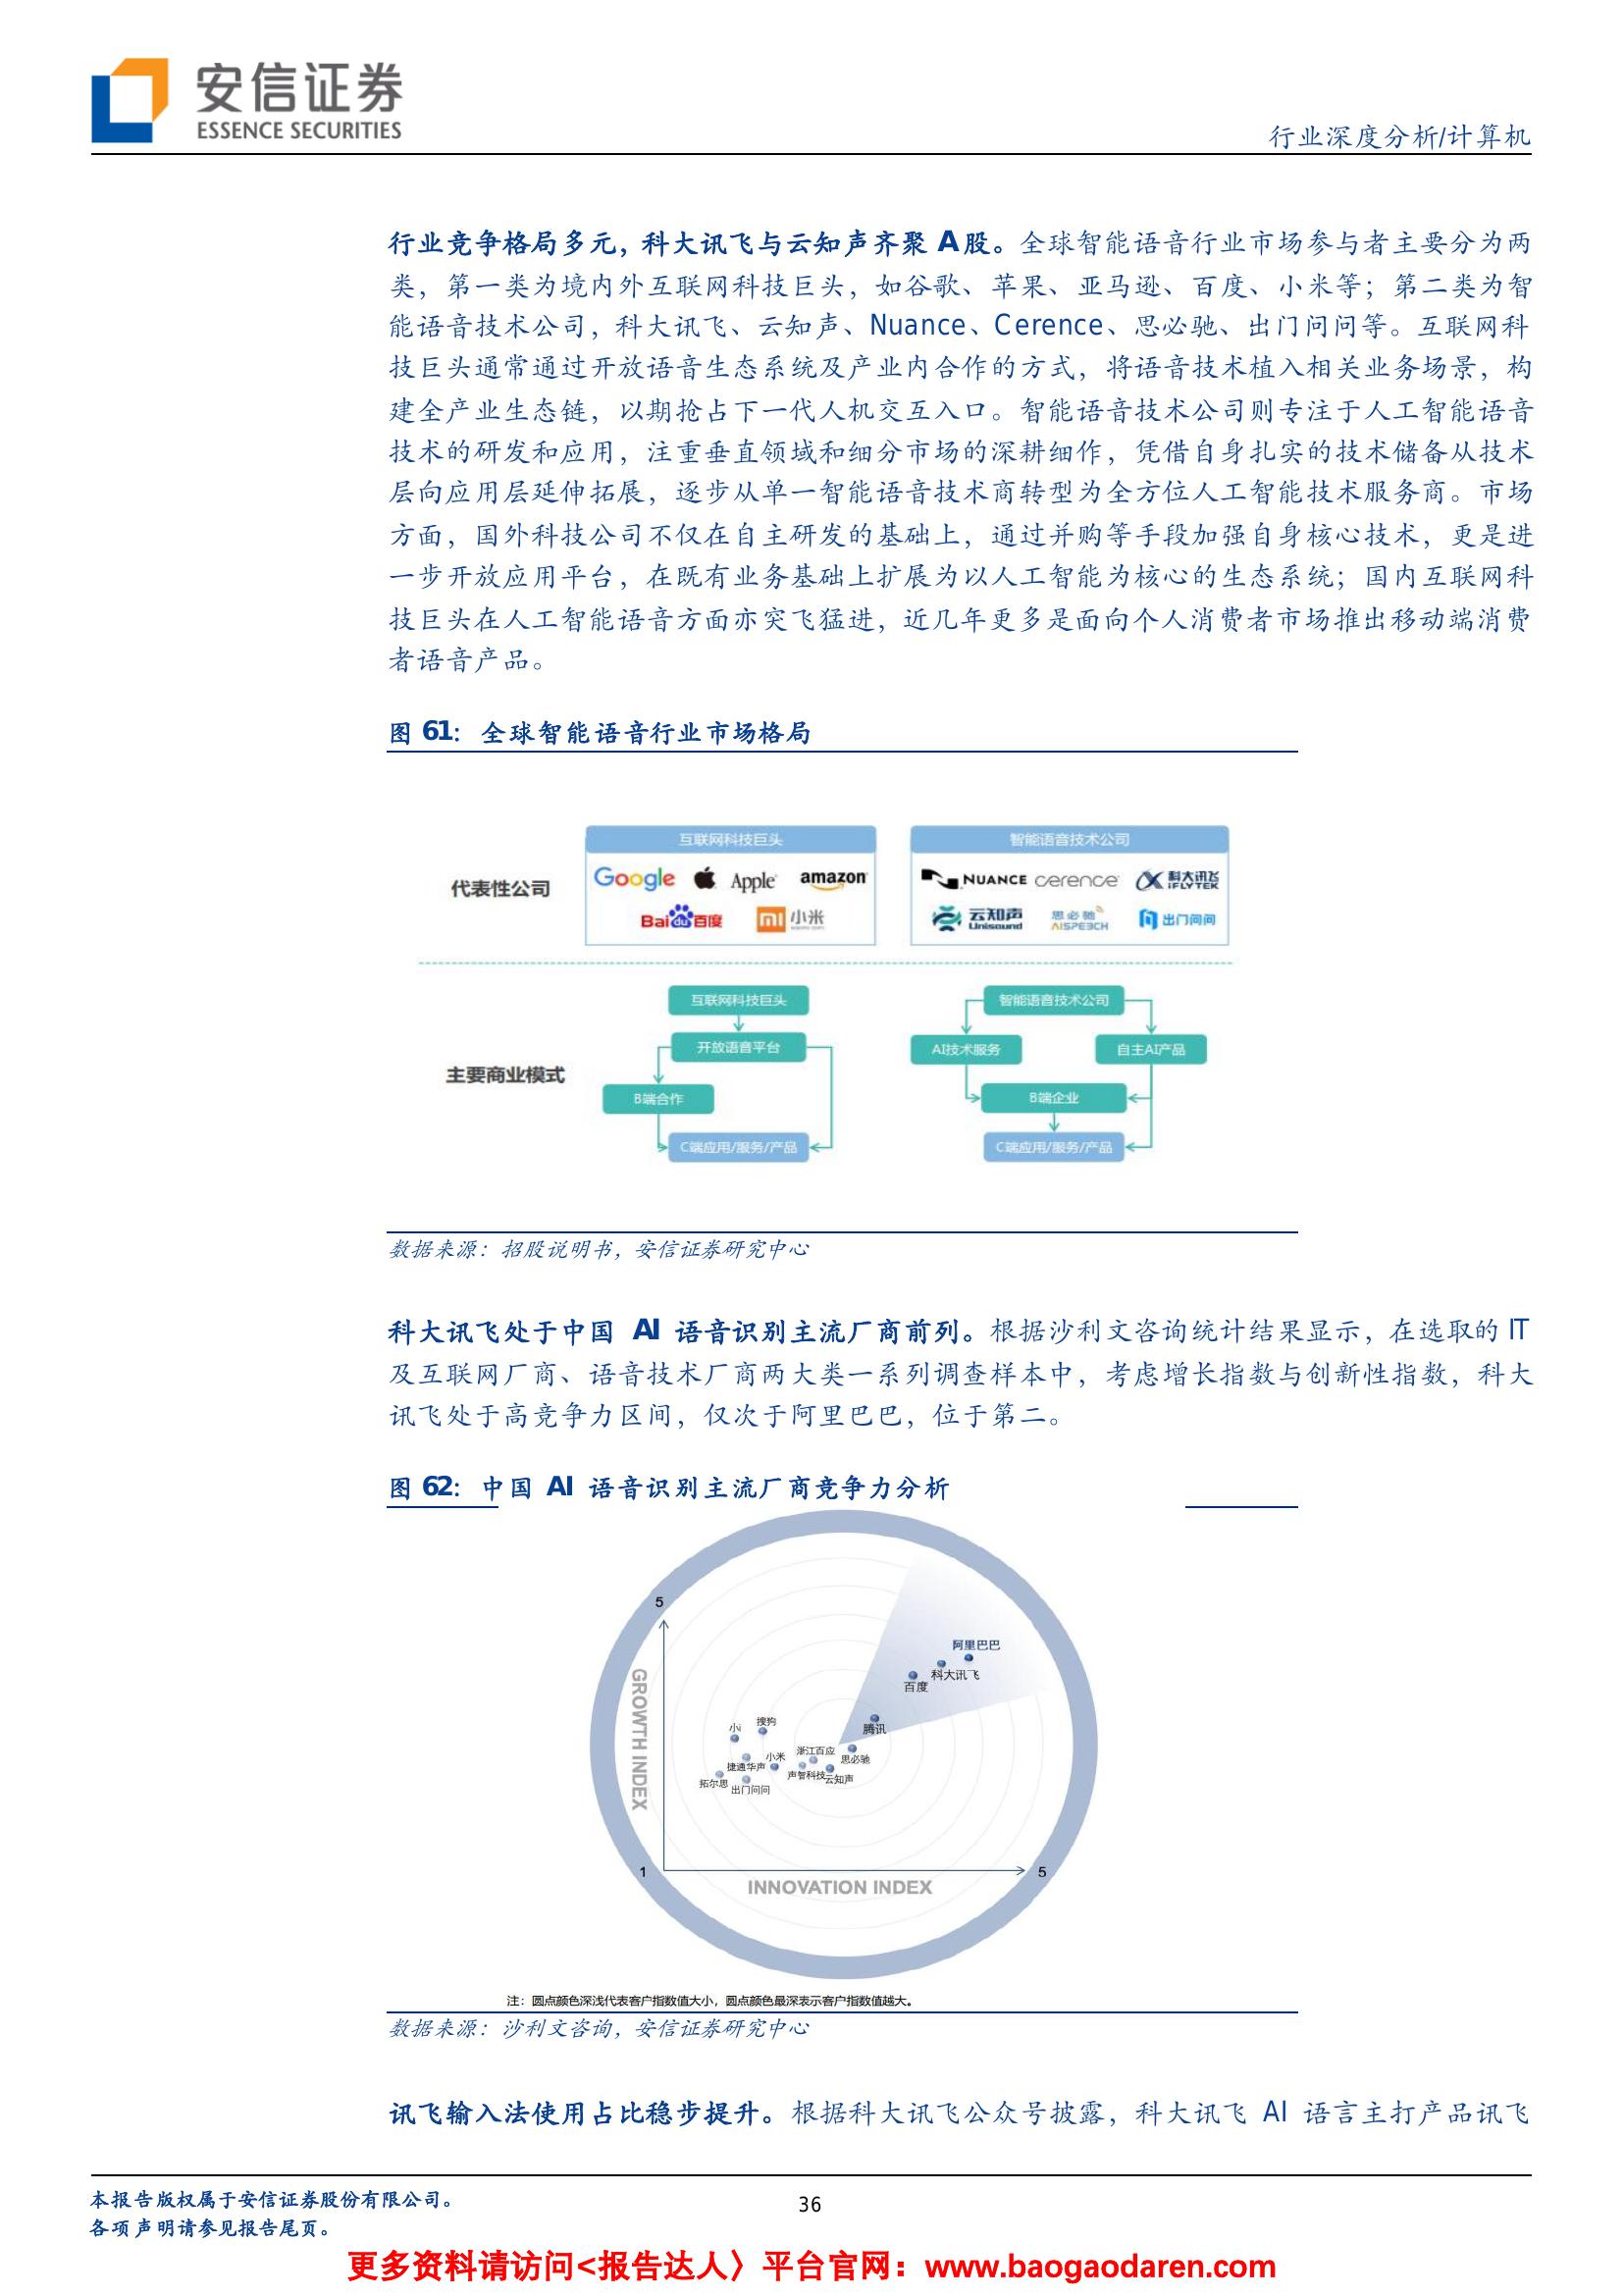 安信证券
ESSENCE SECURITIES
行业深度分析/计算机
行业竞争格局多元，科大讯飞与云知声齐聚 A股。全球智能语音行业市场参与者主要分为两
类，第一类为境内外互联网科技巨头，如谷歌、苹果、亚马逊、百度、小米等；第二类为智
能语音技术公司，科大讯飞、云知声、Nuance、Cerence、思必驰、出门问问等。互联网科
技巨头通常通过开放语音生态系统及产业内合作的方式，将语音技术植入相关业务场景，构
建全产业生态链，以期抢占下一代人机交互入口。智能语音技术公司则专注于人工智能语音
技术的研发和应用，注重垂直领域和细分市场的深耕细作，凭借自身扎实的技术储备从技术
层向应用层延伸拓展，逐步从单一智能语音技术商转型为全方位人工智能技术服务商。市场
方面，国外科技公司不仅在自主研发的基础上，通过并购等手段加强自身核心技术，更是进
一步开放应用平台，在既有业务基础上扩展为以人工智能为核心的生态系统；国内互联网科
技巨头在人工智能语音方面亦突飞猛进，近几年更多是面向个人消费者市场推出移动端消费
者语音产品。
图 61：全球智能语音行业市场格局
互联网科技巨头
智能语音技术公司
代表性公司
Google Apple amazon
NUANCE cerence 科大讯飞 iFLYTEK
Baidu百度 mi 小米
云知声 Unisound 思必驰 AISPEECH 出门问问
主要商业模式
互联网科技巨头
开放语音平台
B端合作
C端应用/服务/产品
智能语音技术公司
AI技术服务
自主AI产品
B端企业
C端应用/服务/产品
数据来源：招股说明书，安信证券研究中心
科大讯飞处于中国 AI 语音识别主流厂商前列。根据沙利文咨询统计结果显示，在选取的 IT
及互联网厂商、语音技术厂商两大类一系列调查样本中，考虑增长指数与创新性指数，科大
讯飞处于高竞争力区间，仅次于阿里巴巴，位于第二。
图 62：中国 AI 语音识别主流厂商竞争力分析
5
GROWTH INDEX
阿里巴巴
科大讯飞
百度
腾讯
搜狗
小i
浙江百应
思必驰
小米
捷通华声
声智科技
云知声
拓尔思
出门问问
1
5
INNOVATION INDEX
注：圆点颜色深浅代表客户指数值大小，圆点颜色最深表示客户指数值越大。
数据来源：沙利文咨询，安信证券研究中心
讯飞输入法使用占比稳步提升。根据科大讯飞公众号披露，科大讯飞 AI 语言主打产品讯飞
本报告版权属于安信证券股份有限公司。
36
各项声明请参见报告尾页。
更多资料请访问<报告达人〉平台官网：www.baogaodaren.com